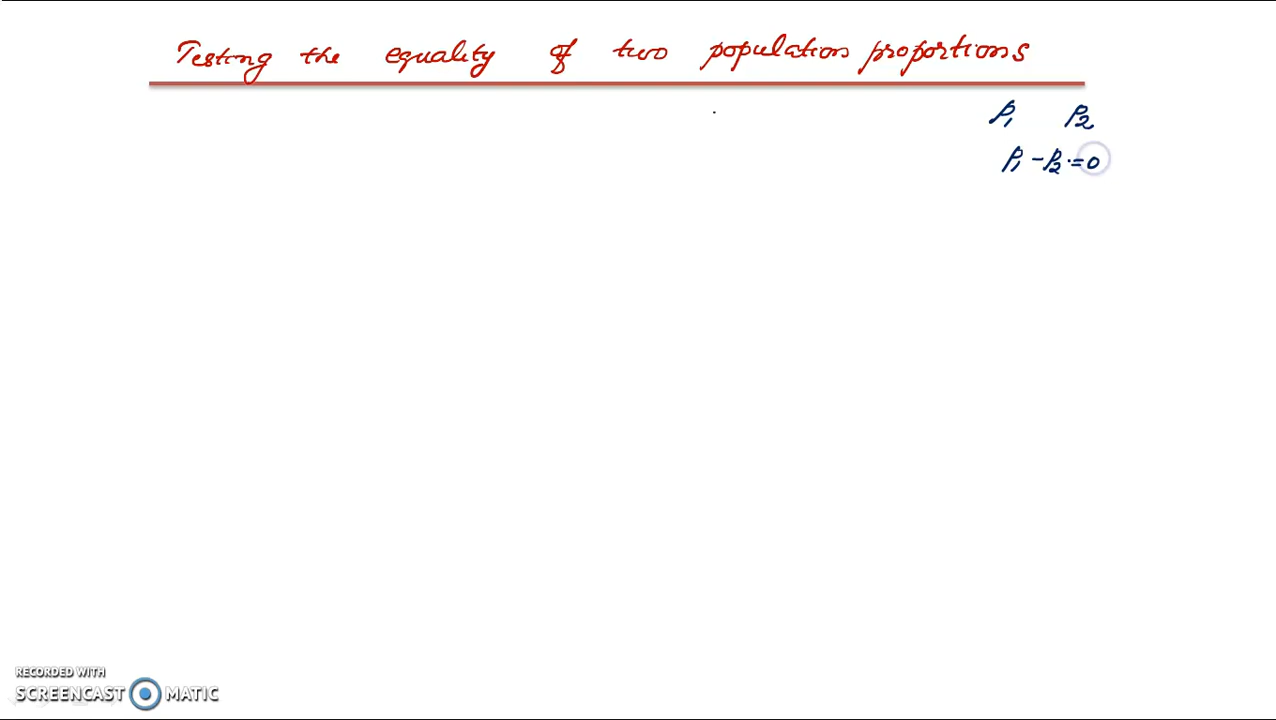 Testing the equality of two population proportions
P1 P2
P1 - P2 = 0
RECORDED WITH
SCREENCAST MATIC